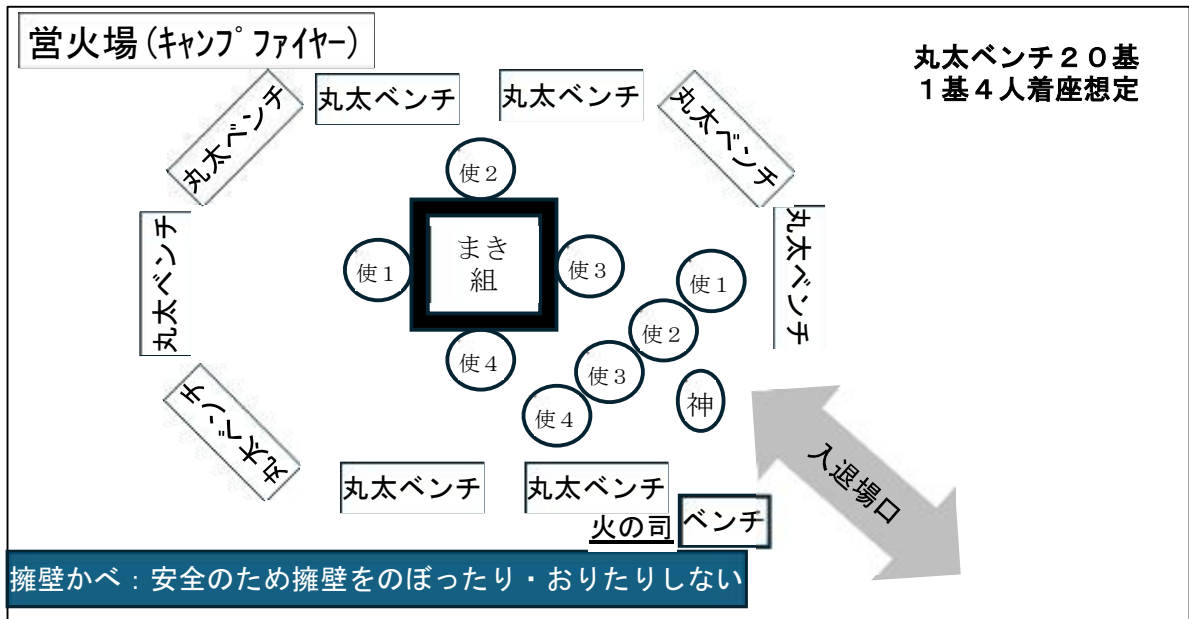 営火場(キャンプファイヤー)
丸太ベンチ20基
1基4人着座想定
丸太ベンチ
丸太ベンチ
丸太ベンチ
丸太ベンチ
丸太ベンチ
丸太ベンチ
丸太ベンチ
丸太ベンチ
丸太ベンチ
使2
使1
まき
組
使3
使4
使1
使2
使3
使4
神
入退場口
火の司
ベンチ
擁壁かべ:安全のため擁壁をのぼったり・おりたりしない